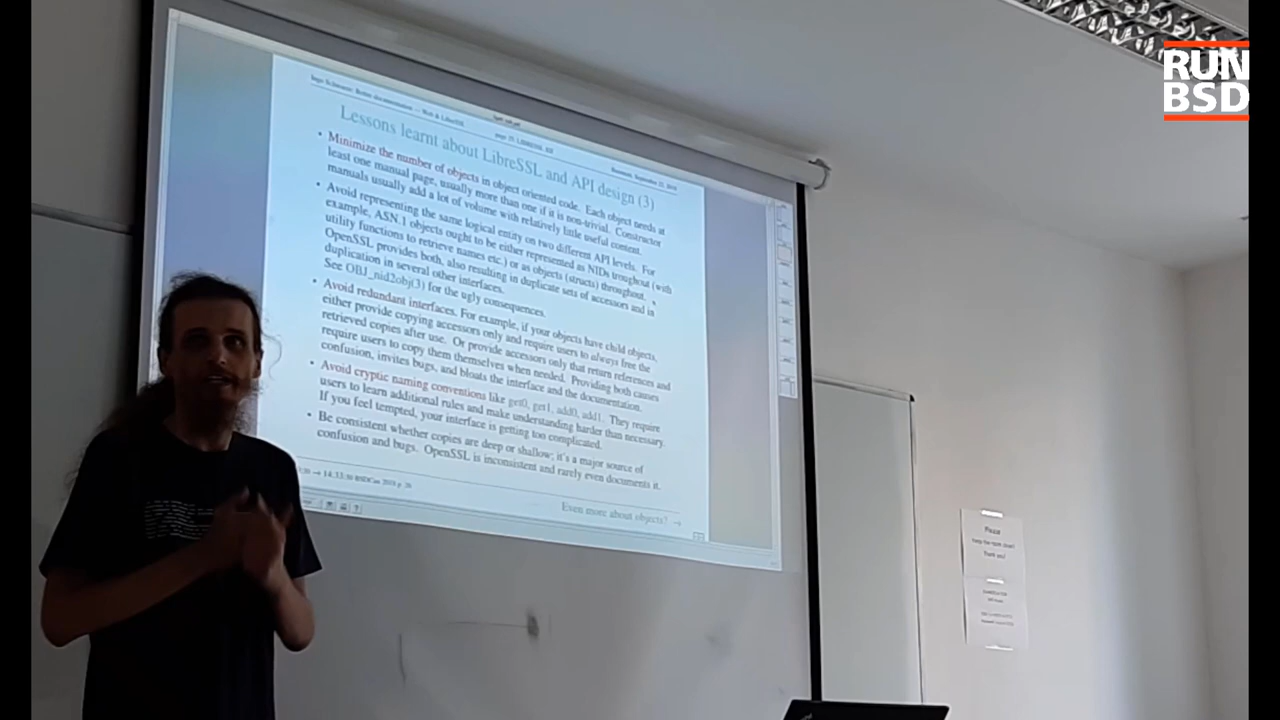 RUN
BSD
Lessons learnt about LibreSSL and API design (3)
• Minimize the number of objects in object oriented code. Each object needs at
least one manual page, usually more than one if it is non-trivial. Constructor
manuals usually add a lot of volume with relatively little useful content.
• Avoid representing the same logical entity on two different API levels. For
example, ASN.1 objects ought to be either represented as NIDs troughout (with
utility functions to retrieve names etc.) or as objects (structs) throughout.
OpenSSL provides both, also resulting in duplicate sets of accessors and in
duplication in several other interfaces.
See OBJ_nid2obj(3) for the ugly consequences.
• Avoid redundant interfaces. For example, if your objects have child objects,
either provide copying accessors only and require users to always free the
retrieved copies after use. Or provide accessors only that return references and
require users to copy them themselves when needed. Providing both causes
confusion, invites bugs, and bloats the interface and the documentation.
• Avoid cryptic naming conventions like get0, get1, add0, add1. They require
users to learn additional rules and make understanding harder than necessary.
If you feel tempted, your interface is getting too complicated.
• Be consistent whether copies are deep or shallow; it's a major source of
confusion and bugs. OpenSSL is inconsistent and rarely even documents it.
Even more about objects? →
Please
keep the room clean!
Thank you!